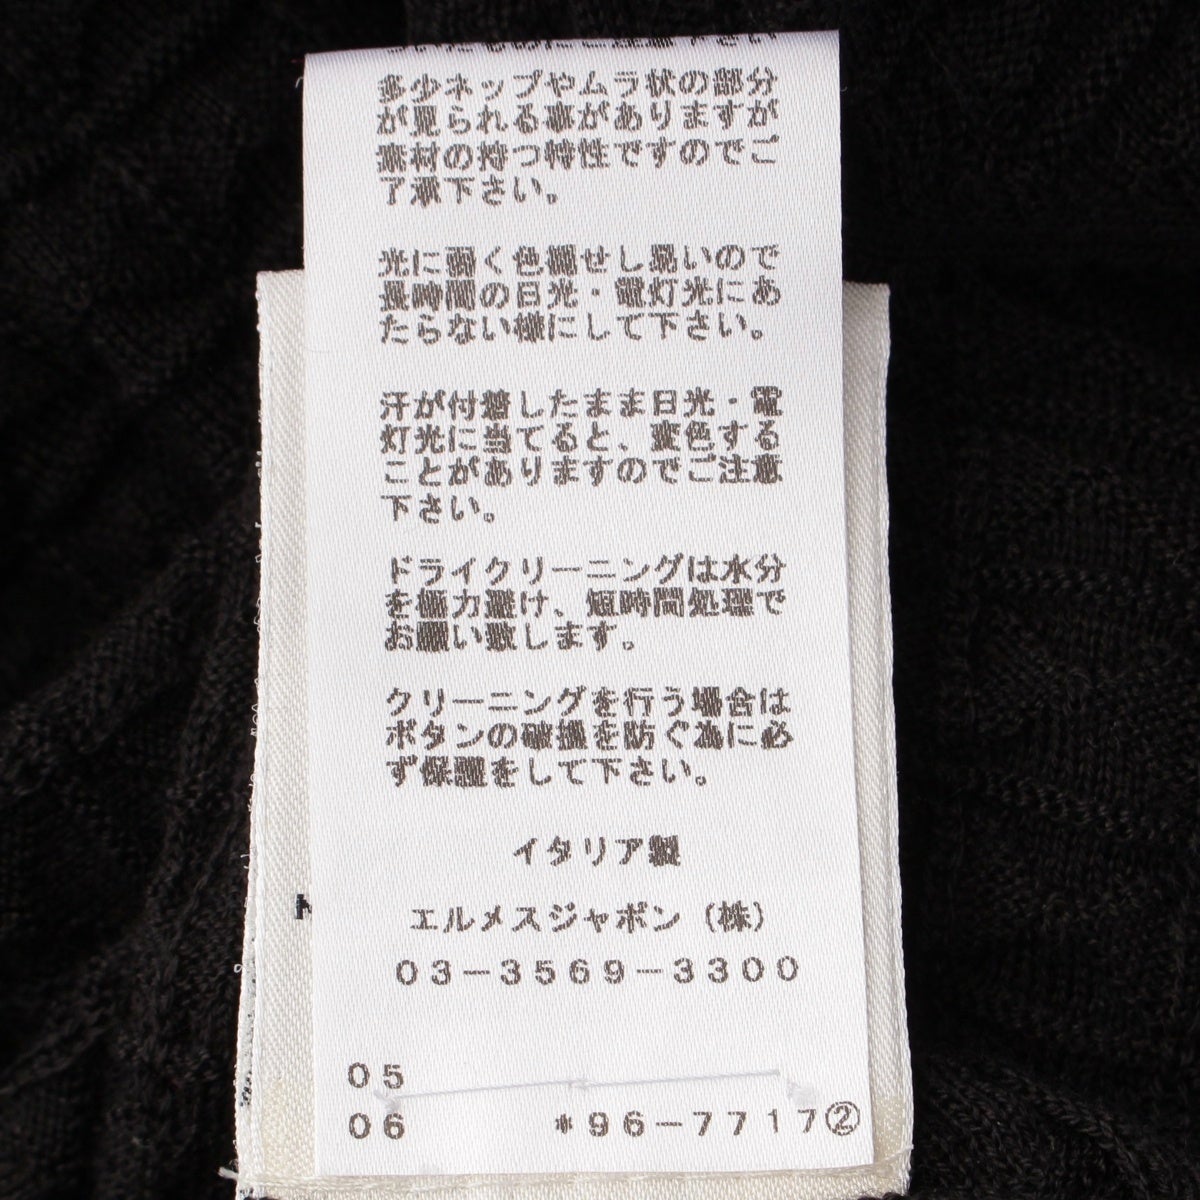 多少ネップやムラ状の部分
が見られる事がありますが
素材の持つ特性ですのでご
了承下さい。
光に弱く色褪せし易いので
長時間の日光・電灯光にあ
たらない様にして下さい。
汗が付着したまま日光・電
灯光に当てると、変色する
ことがありますのでご注意
下さい。
ドライクリーニングは水分
を極力避け、短時間処理で
お願い致します。
クリーニングを行う場合は
ボタンの破損を防ぐ為に必
ず保護をして下さい。
イタリア製
エルメスジャポン（株）
03-3569-3300
05
06 *96-7717②
N